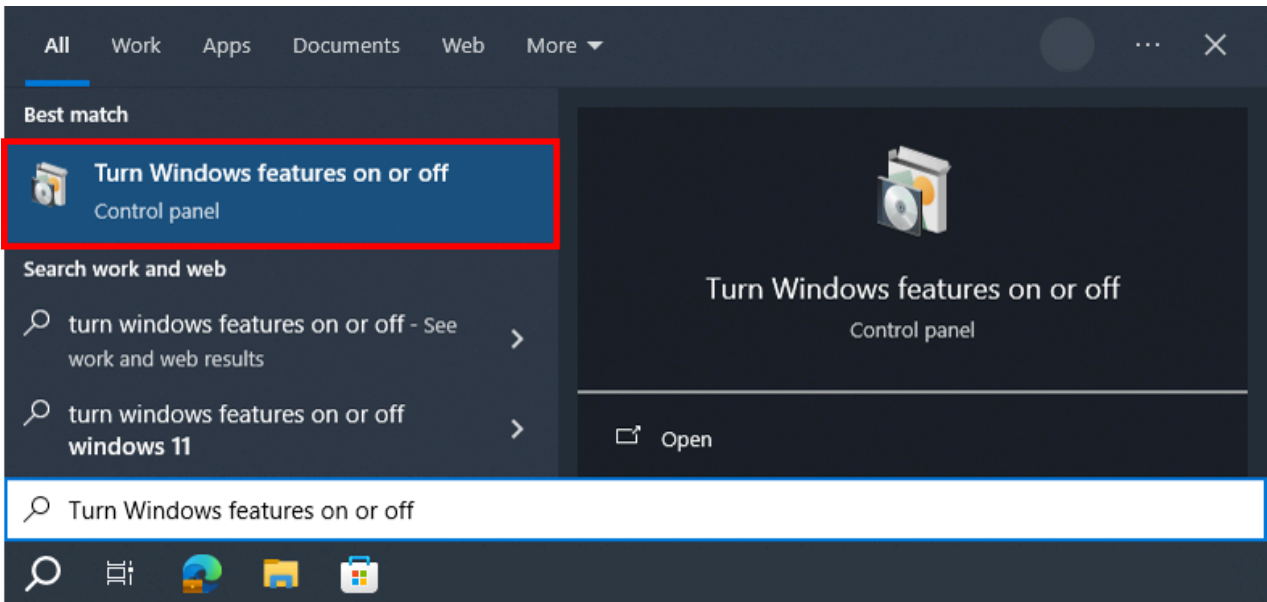 All Work Apps Documents Web More
Best match
Turn Windows features on or off
Control panel
Search work and web
turn windows features on or off - See
work and web results
turn windows features on or off
windows 11
Turn Windows features on or off
Control panel
Open
Turn Windows features on or off